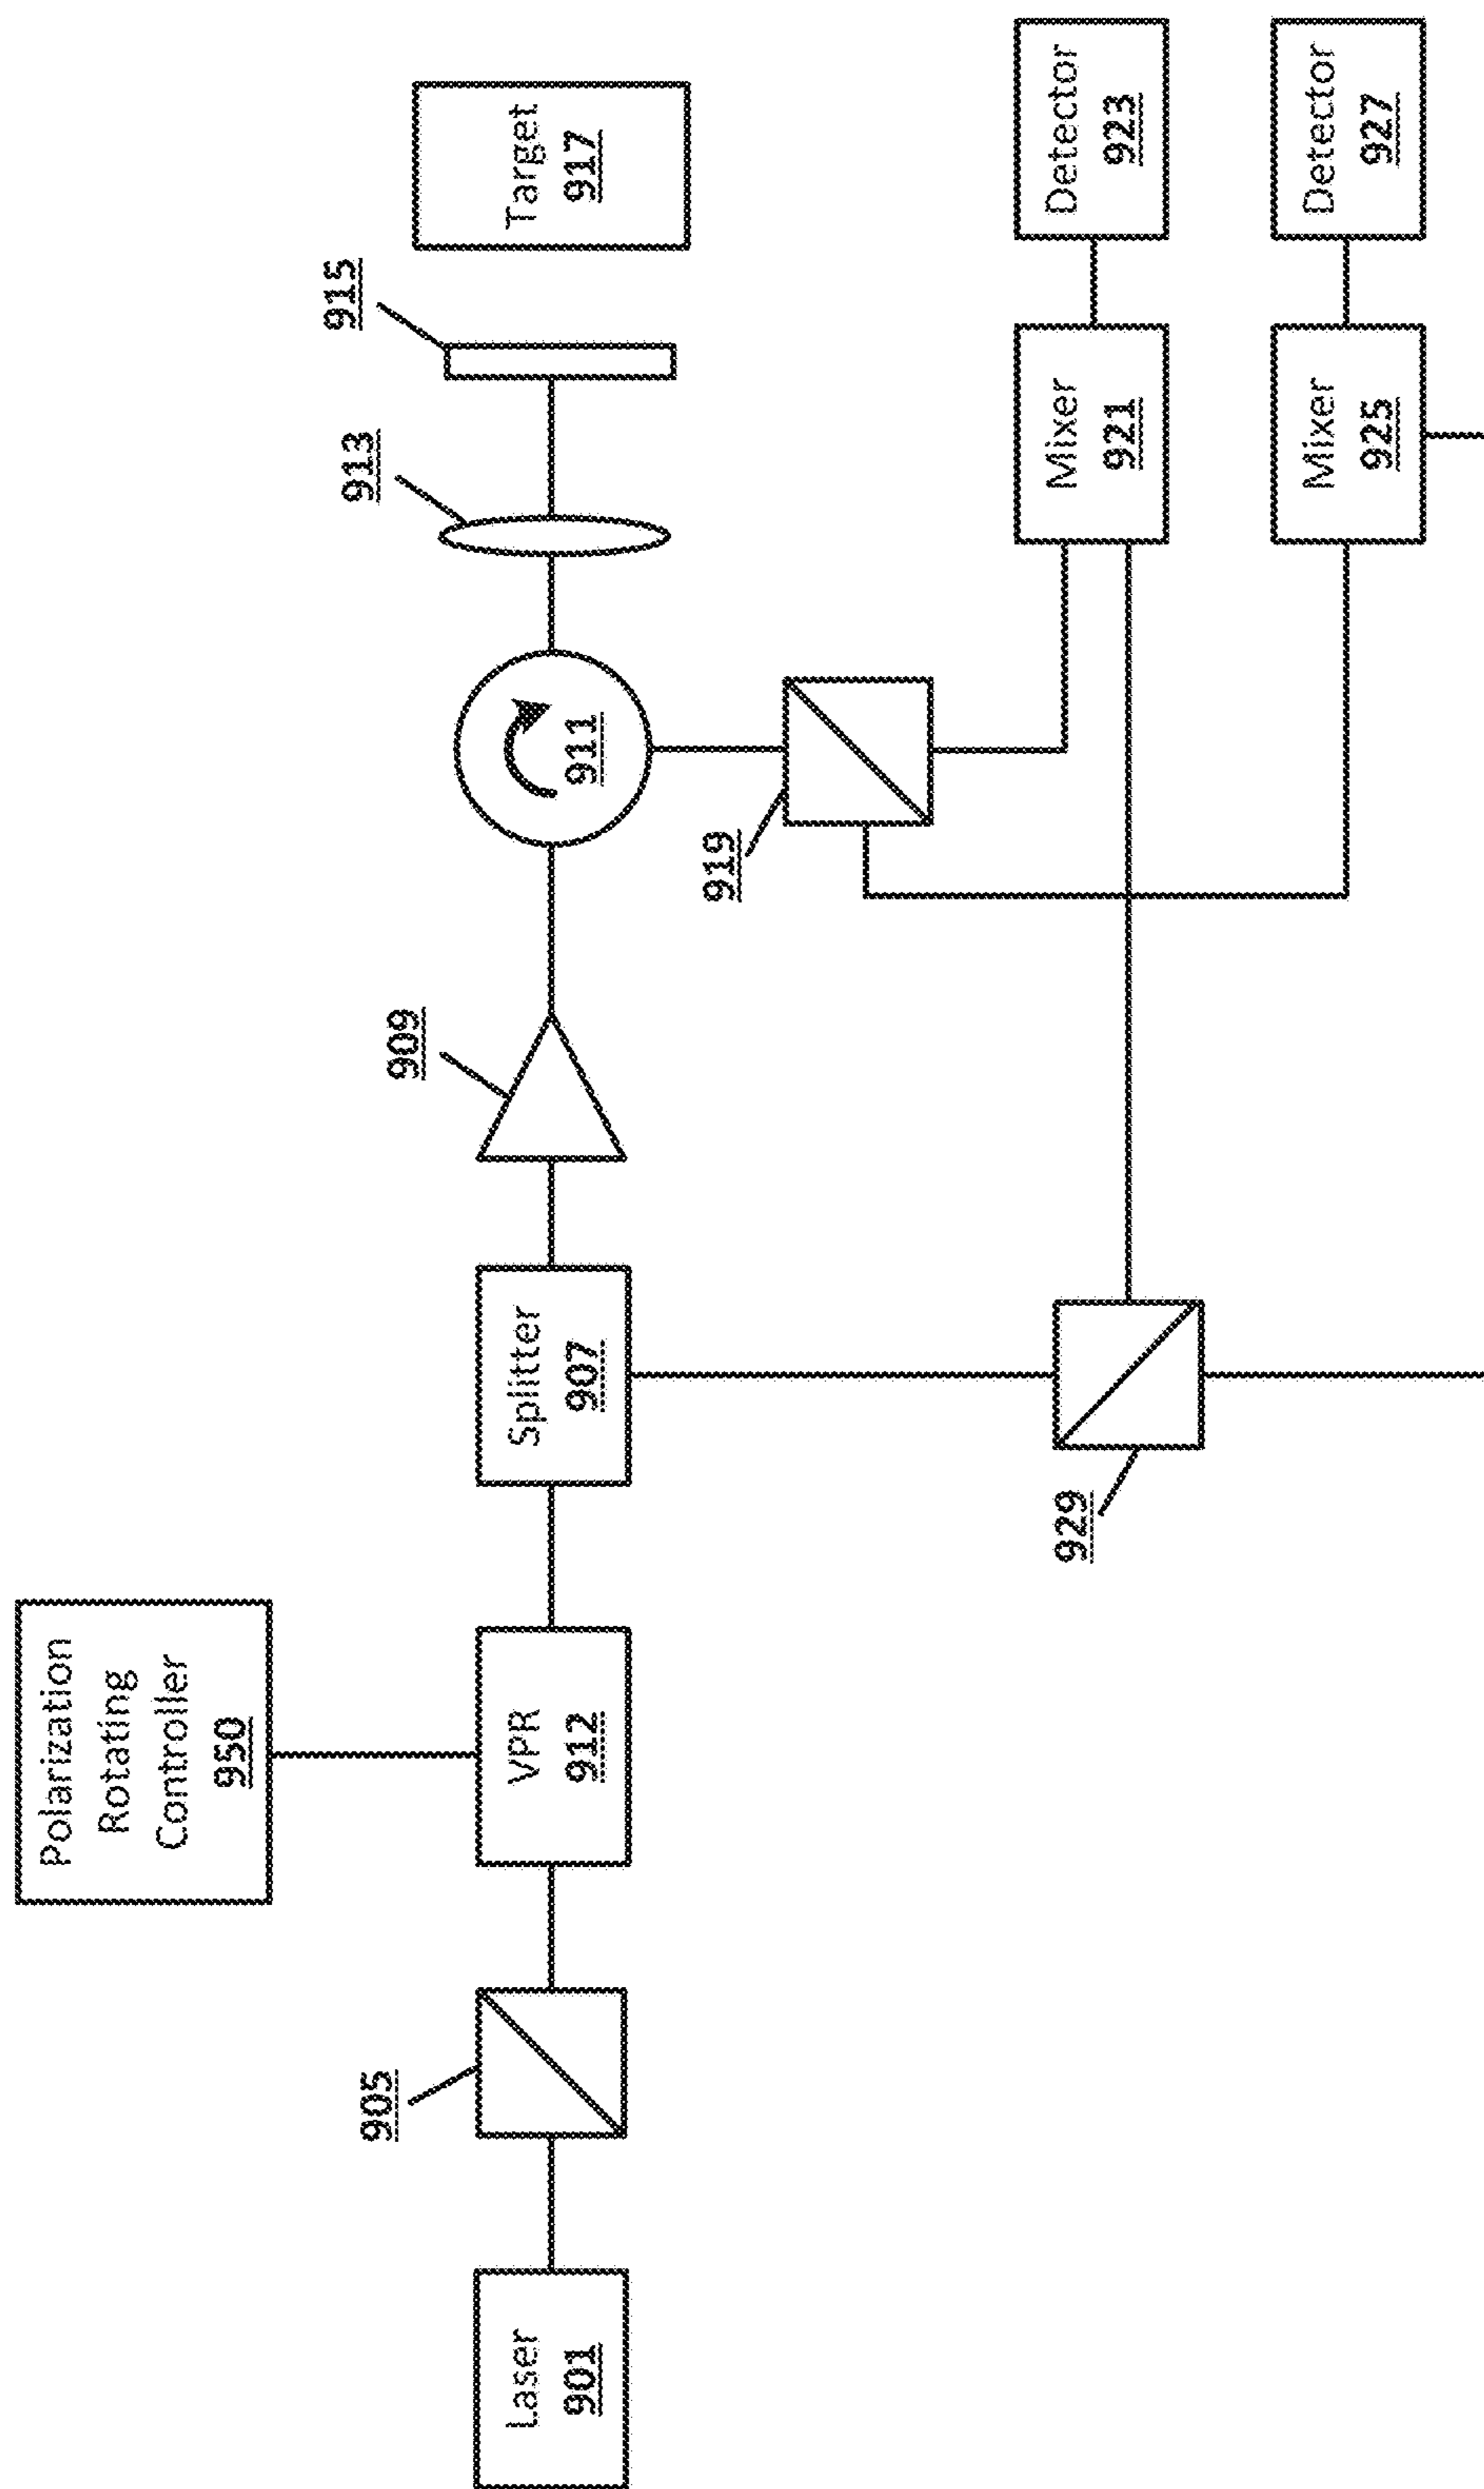 Polarization
Rotating
Controller
950
Laser
901
905
VPR
912
Splitter
907
909
911
913
915
Target
917
919
929
Mixer
921
Detector
923
Mixer
925
Detector
927